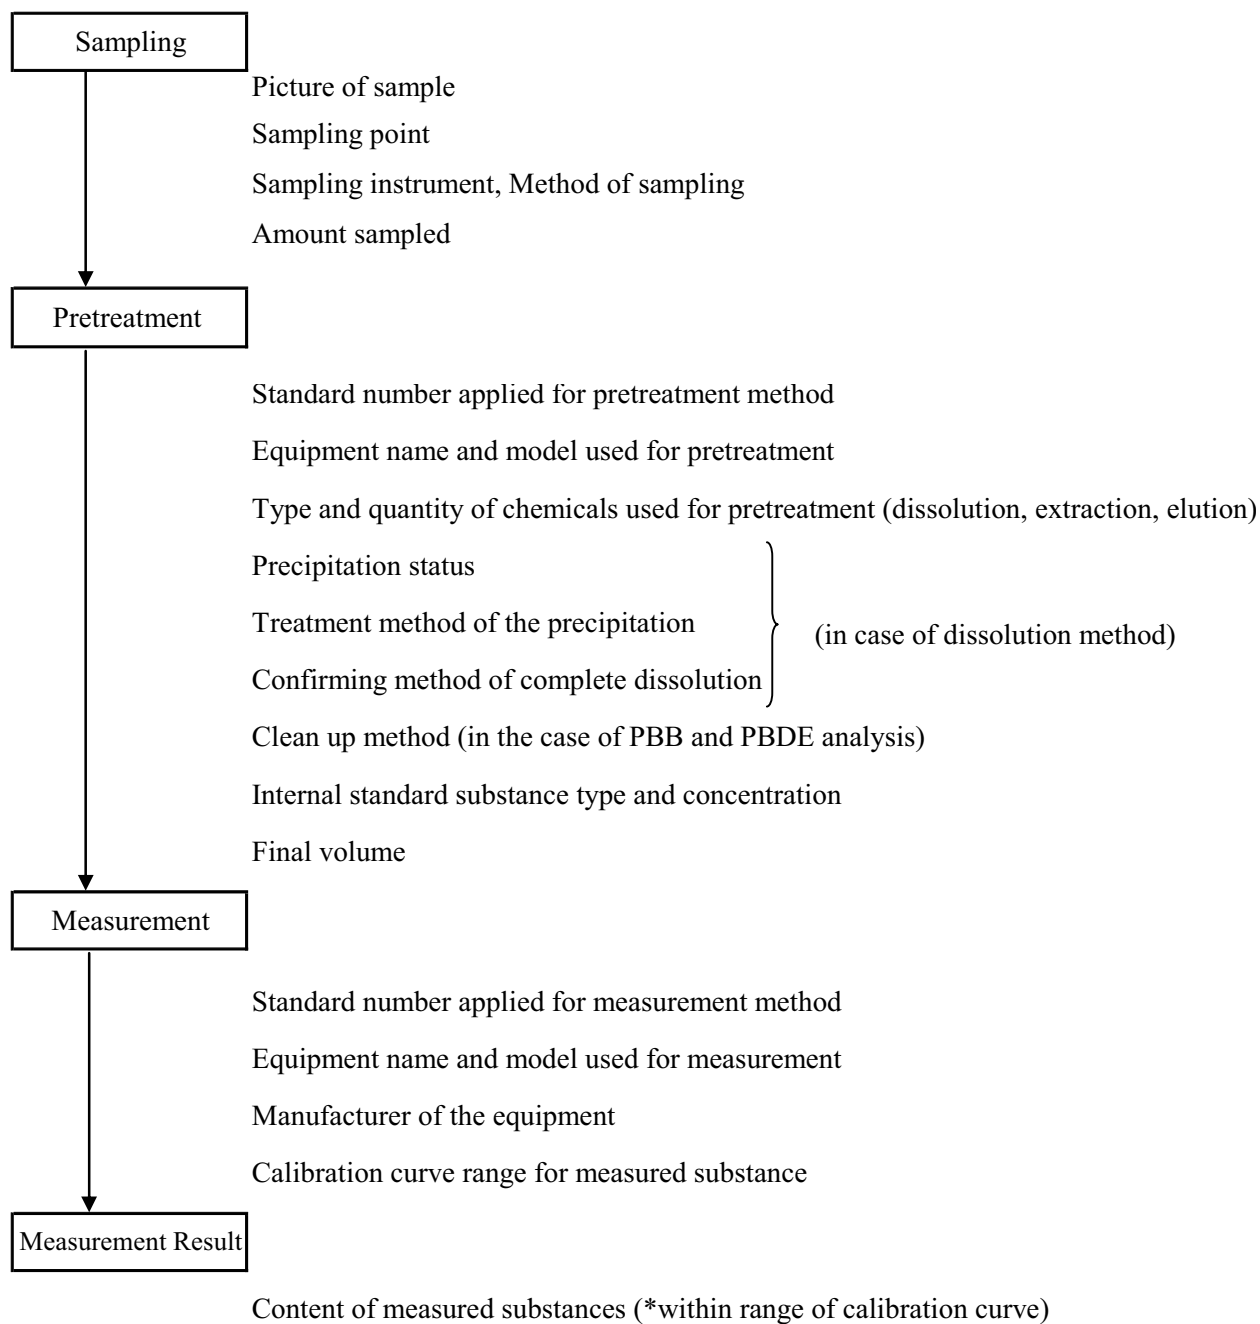 Sampling
Picture of sample
Sampling point
Sampling instrument, Method of sampling
Amount sampled
Pretreatment
Standard number applied for pretreatment method
Equipment name and model used for pretreatment
Type and quantity of chemicals used for pretreatment (dissolution, extraction, elution)
Precipitation status
Treatment method of the precipitation
(in case of dissolution method)
Confirming method of complete dissolution
Clean up method (in the case of PBB and PBDE analysis)
Internal standard substance type and concentration
Final volume
Measurement
Standard number applied for measurement method
Equipment name and model used for measurement
Manufacturer of the equipment
Calibration curve range for measured substance
Measurement Result
Content of measured substances (*within range of calibration curve)